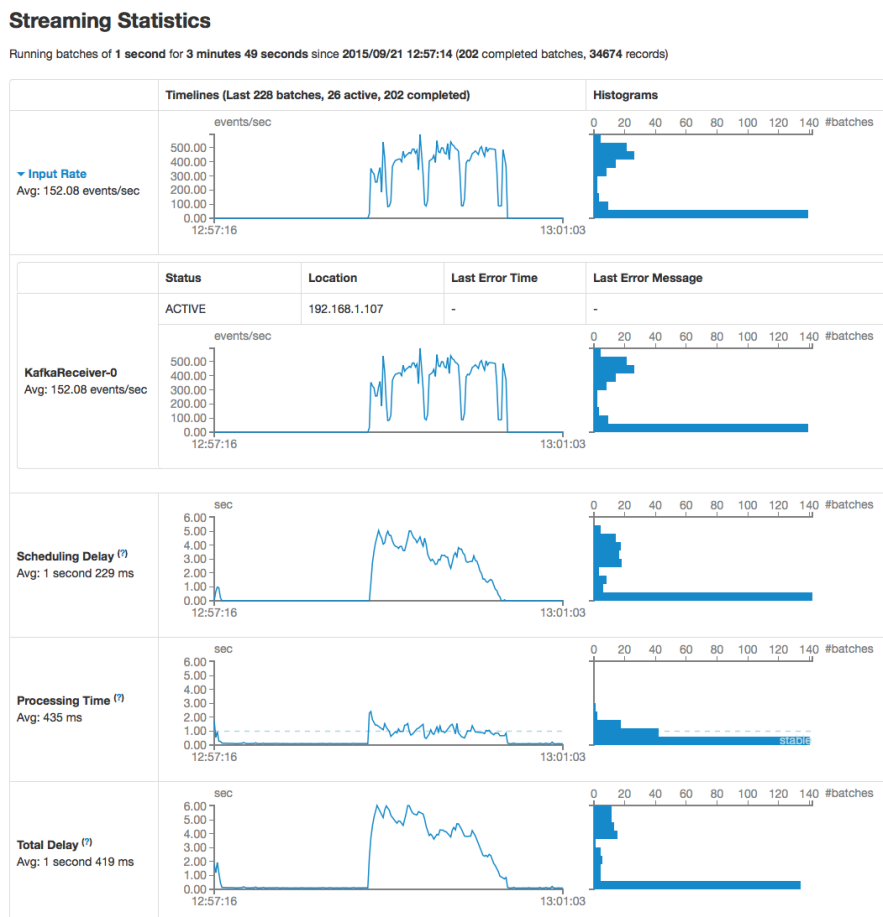 Streaming Statistics
Running batches of 1 second for 3 minutes 49 seconds since 2015/09/21 12:57:14 (202 completed batches, 34674 records)
Timelines (Last 228 batches, 26 active, 202 completed)
Histograms
Input Rate
Avg: 152.08 events/sec
events/sec
500.00
400.00
300.00
200.00
100.00
0.00
12:57:16
13:01:03
0 20 40 60 80 100 120 140 #batches
Status Location Last Error Time Last Error Message
ACTIVE 192.168.1.107 - -
KafkaReceiver-0
Avg: 152.08 events/sec
events/sec
500.00
400.00
300.00
200.00
100.00
0.00
12:57:16
13:01:03
0 20 40 60 80 100 120 140 #batches
Scheduling Delay (?)
Avg: 1 second 229 ms
sec
6.00
5.00
4.00
3.00
2.00
1.00
0.00
12:57:16
13:01:03
0 20 40 60 80 100 120 140 #batches
Processing Time (?)
Avg: 435 ms
sec
6.00
5.00
4.00
3.00
2.00
1.00
0.00
12:57:16
13:01:03
0 20 40 60 80 100 120 140 #batches
stable
Total Delay (?)
Avg: 1 second 419 ms
sec
6.00
5.00
4.00
3.00
2.00
1.00
0.00
12:57:16
13:01:03
0 20 40 60 80 100 120 140 #batches